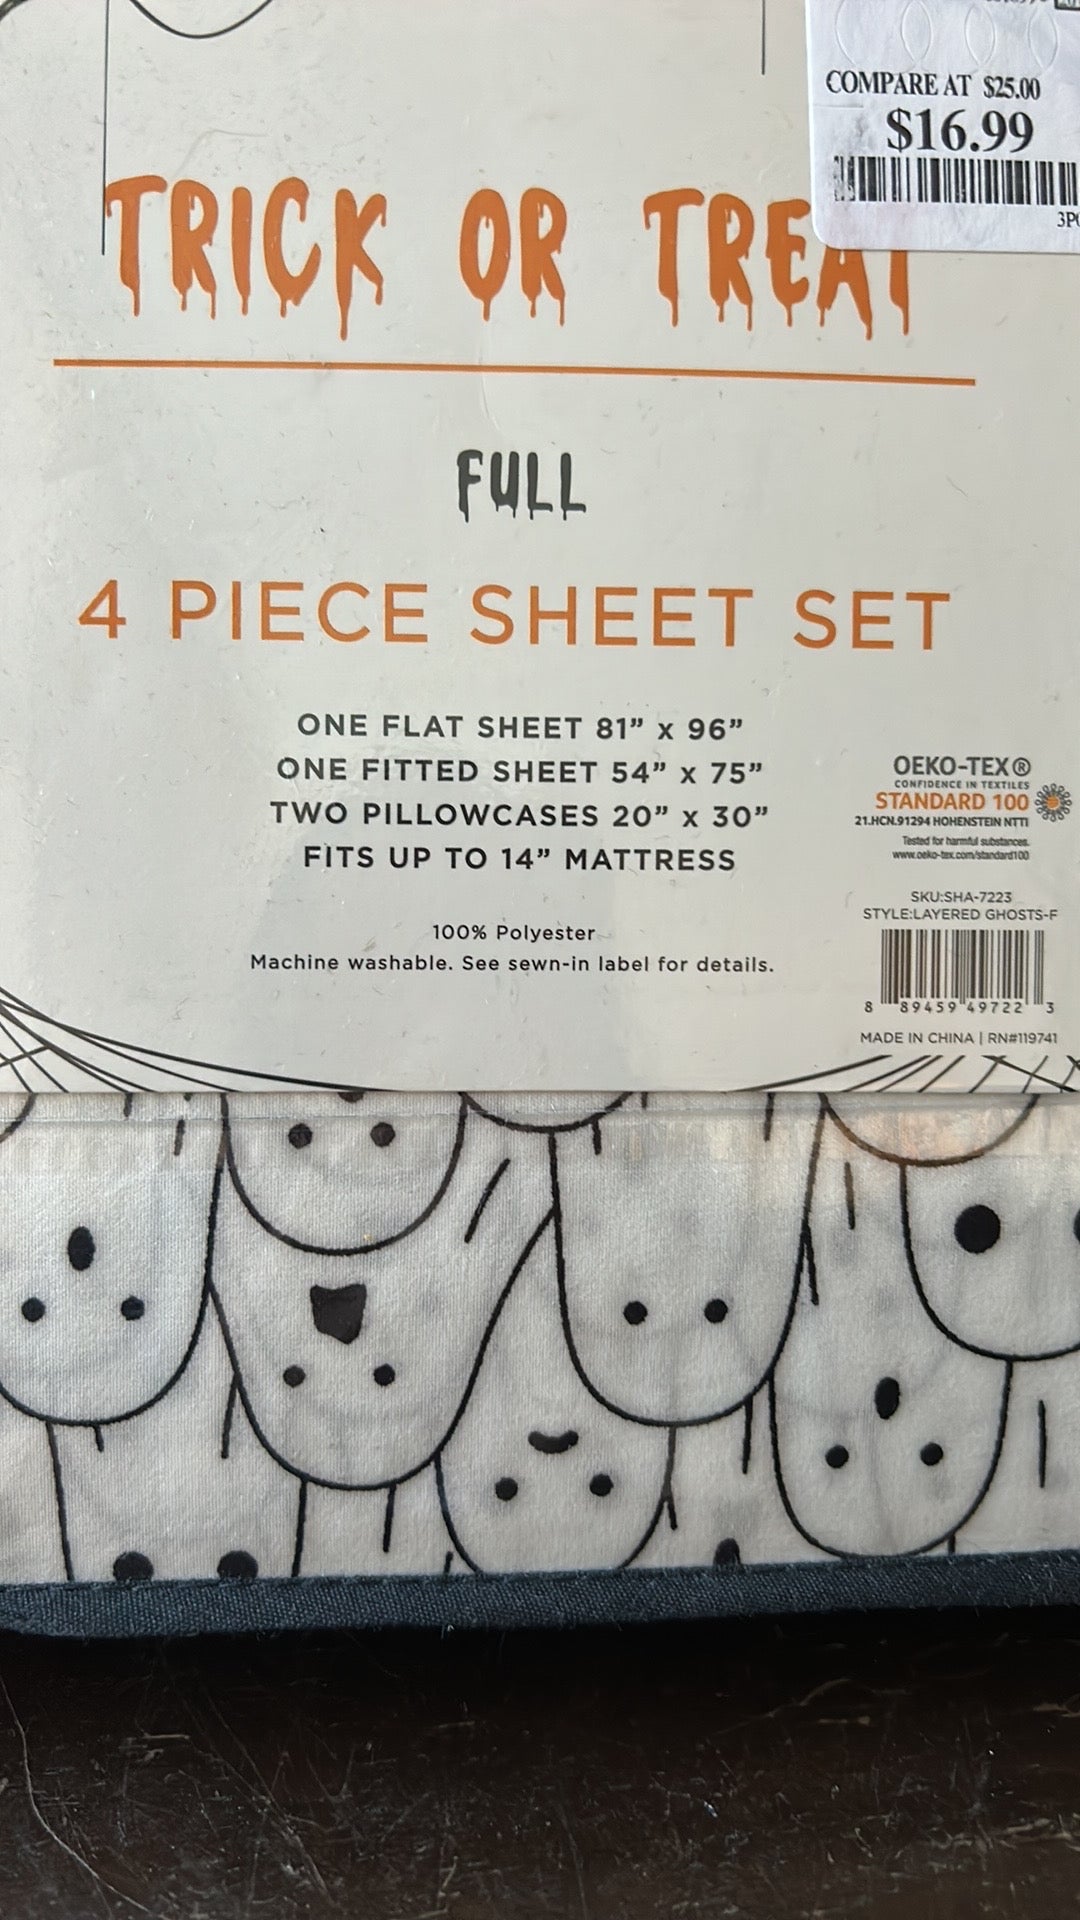 COMPARE AT $25.00
$16.99
3P
TRICK OR TREAT
FULL
4 PIECE SHEET SET
ONE FLAT SHEET 81” x 96”
ONE FITTED SHEET 54” x 75”
TWO PILLOWCASES 20” x 30”
FITS UP TO 14” MATTRESS
100% Polyester
Machine washable. See sewn-in label for details.
OEKO-TEX®
CONFIDENCE IN TEXTILES
STANDARD 100
21.HCN.91294 HOHENSTEIN NTTI
Tested for harmful substances.
www.oeko-tex.com/standard100
SKU:SHA-7223
STYLE:LAYERED GHOSTS-F
8 89459 49722 3
MADE IN CHINA | RN#119741